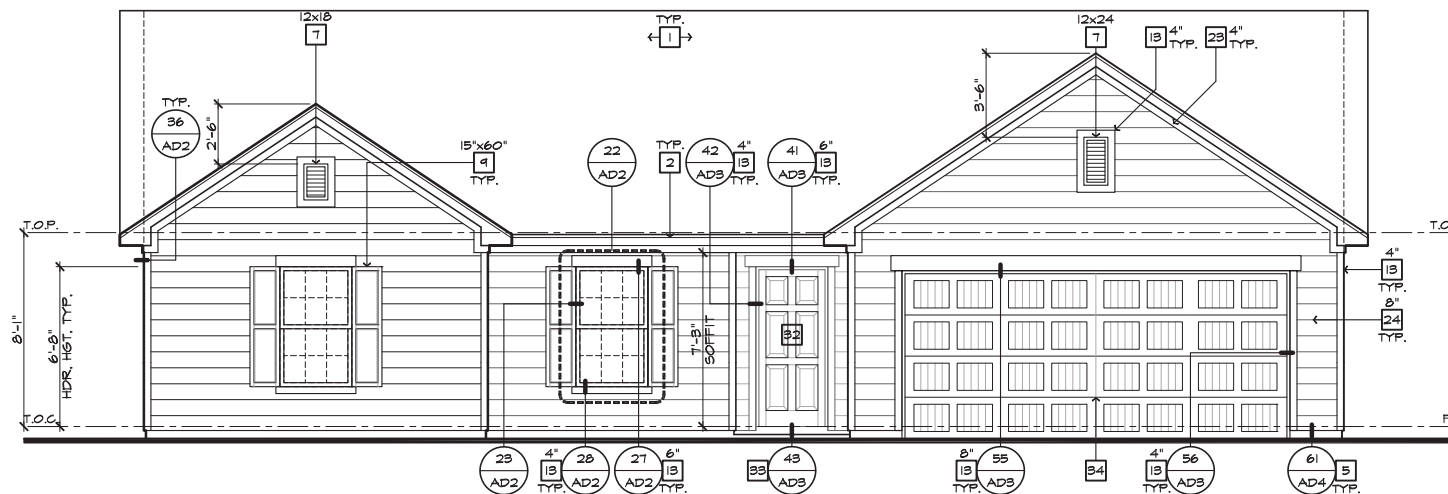 12x18
7
TYP.
1
12x24
7
13 4" TYP.
23 4" TYP.
TYP.
36
AD2
2'-6"
15"x60"
9
TYP.
22
AD2
TYP.
2
42
AD3
4"
13
TYP.
41
AD3
6"
13
TYP.
3'-6"
T.O.P.
T.O
8'-1"
6'-8"
HDR. HGT. TYP.
7'-3"
SOFFIT
32
4"
13
TYP.
8"
24
TYP.
T.O.C.
F
23
AD2
4"
13
TYP.
28
AD2
27
AD2
6"
13
TYP.
33
43
AD3
8"
13
TYP.
55
AD3
34
4"
13
TYP.
56
AD3
61
AD4
5
TYP.